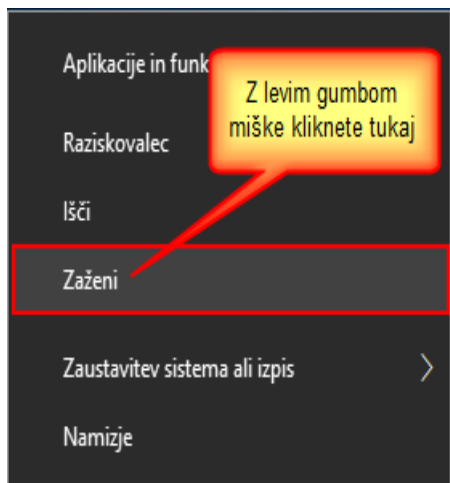 Aplikacije in funk
Z levim gumbom
miške kliknete tukaj
Raziskovalec
Išči
Zaženi
Zaustavitev sistema ali izpis
Namizje